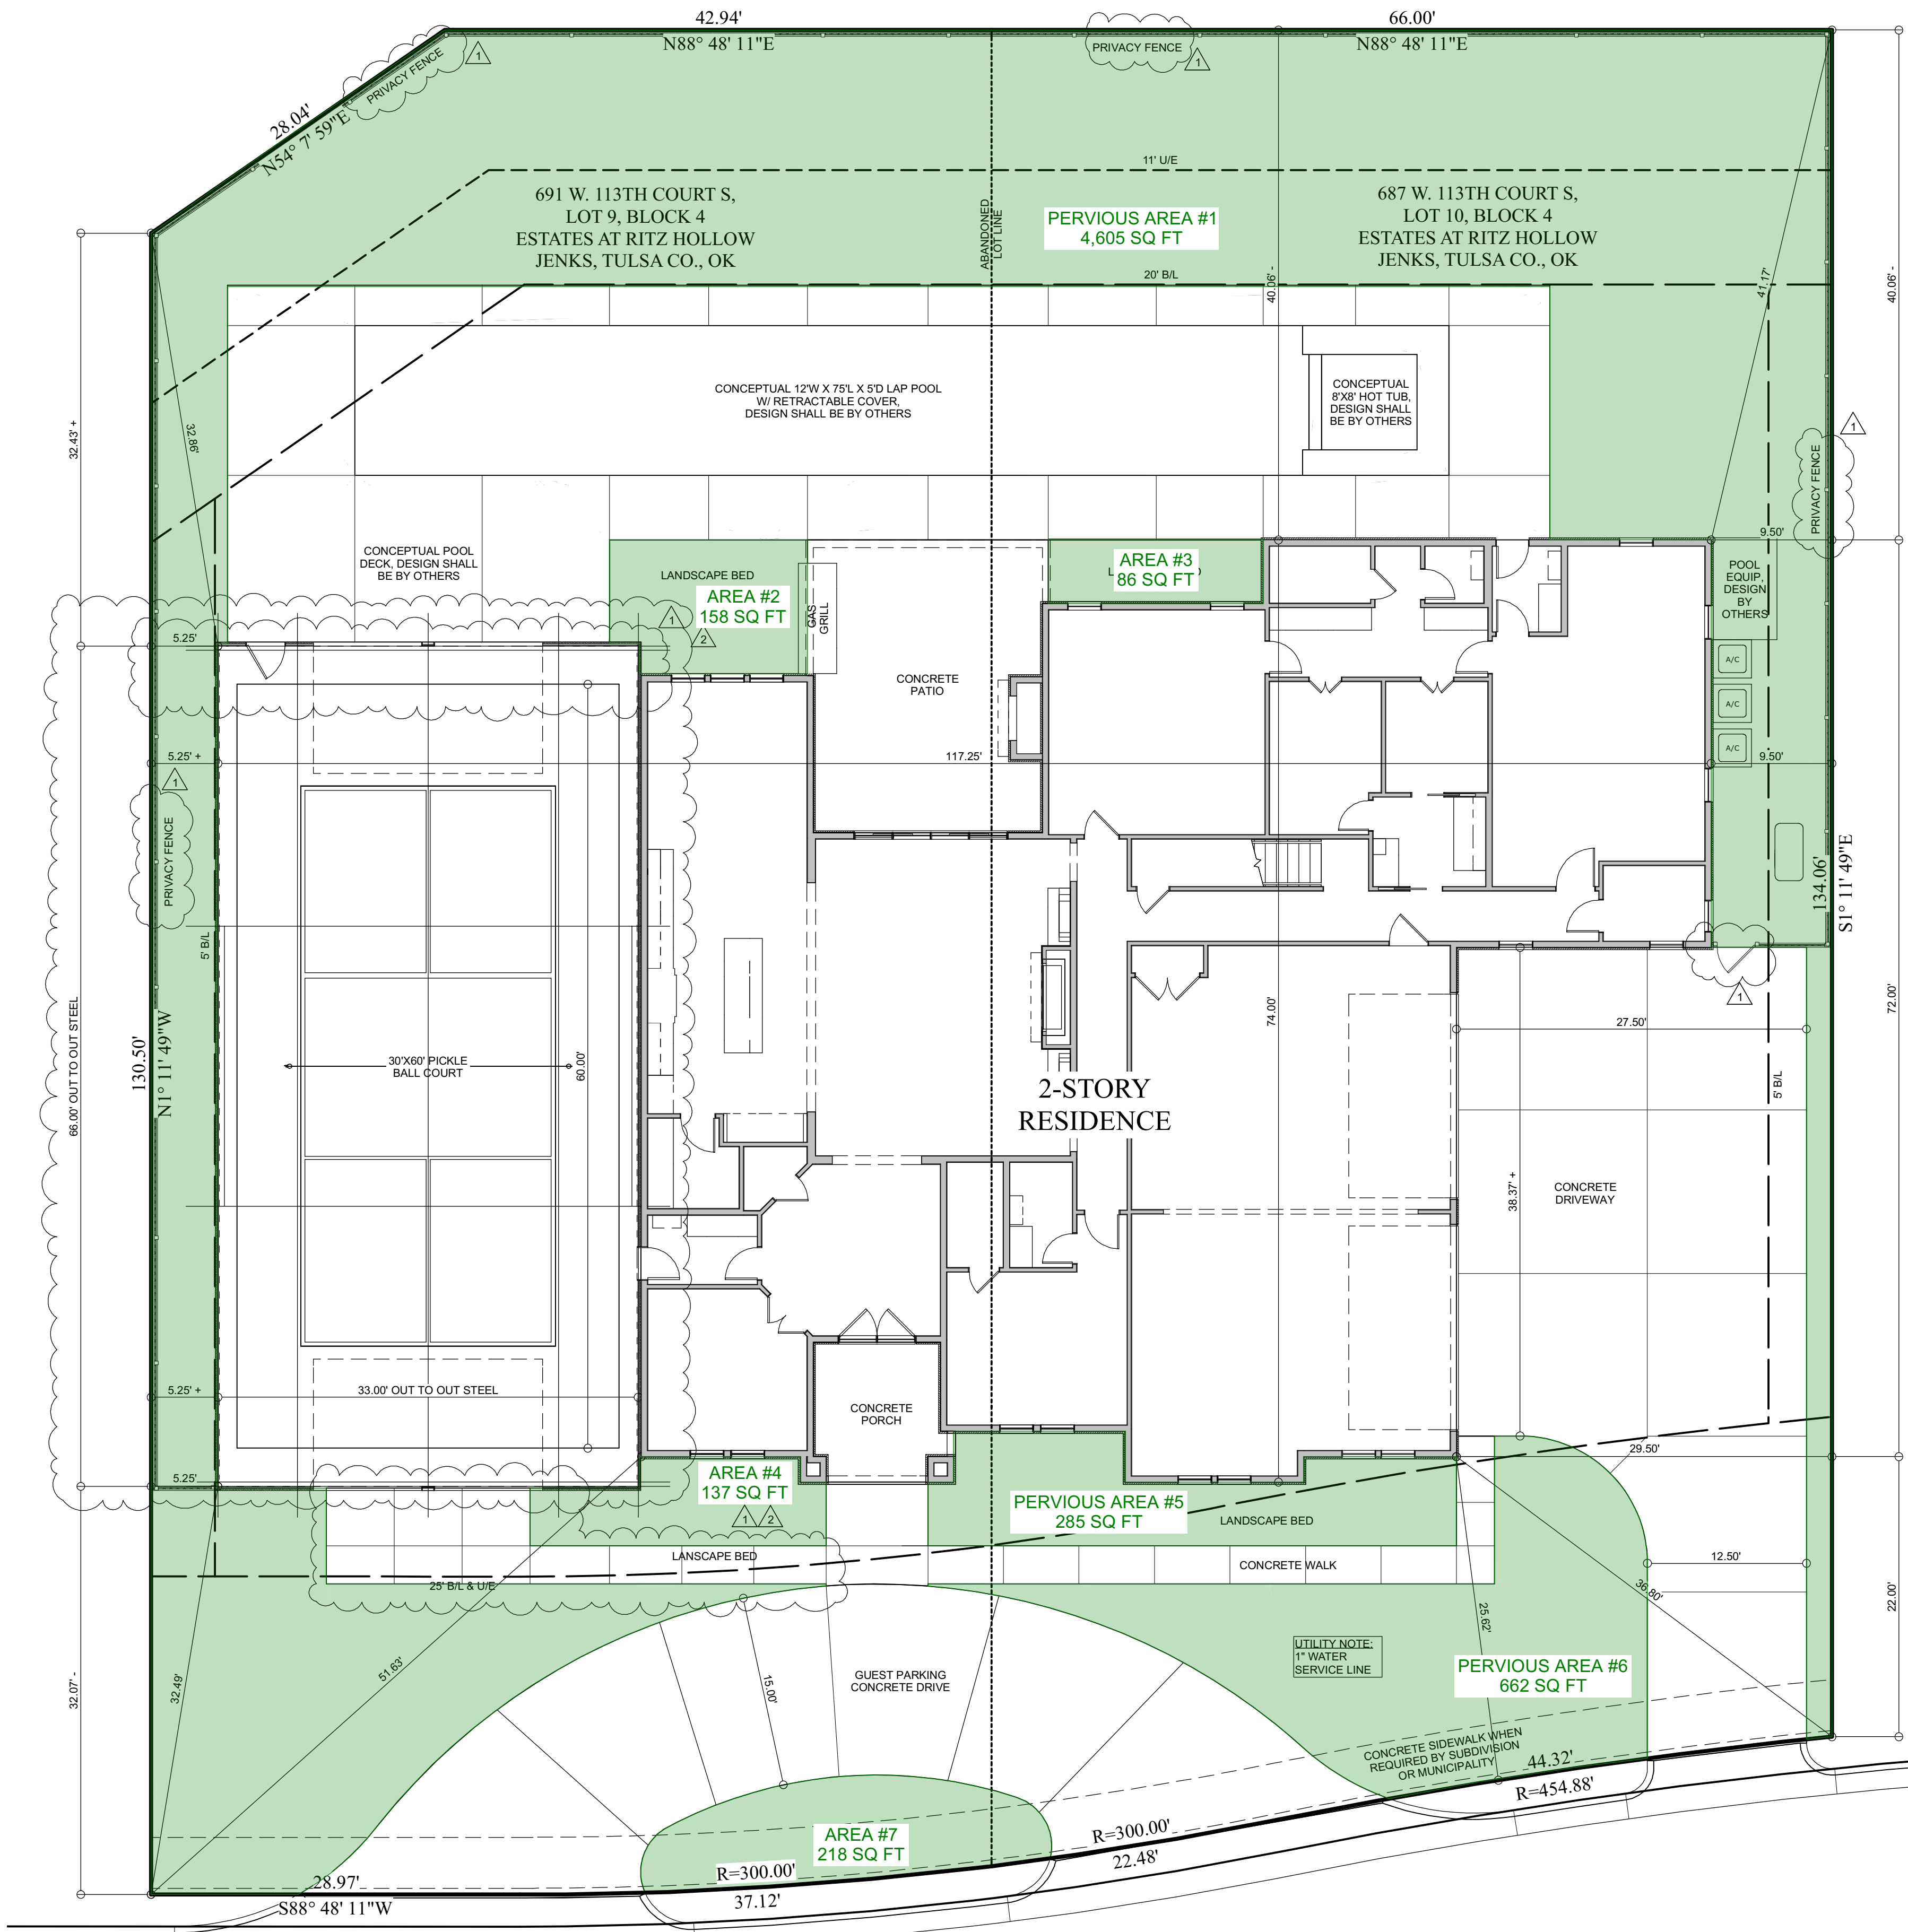 42.94'
66.00'
N88° 48' 11"E
PRIVACY FENCE
1
N88° 48' 11"E
1
PRIVACY FENCE
28.04'
N54° 7' 59"E
11' U/E
691 W. 113TH COURT S,
LOT 9, BLOCK 4
ESTATES AT RITZ HOLLOW
JENKS, TULSA CO., OK
ABANDONED
LOT LINE
PERVIOUS AREA #1
4,605 SQ FT
687 W. 113TH COURT S,
LOT 10, BLOCK 4
ESTATES AT RITZ HOLLOW
JENKS, TULSA CO., OK
20' B/L
40.06' -
41.17'
40.06' -
CONCEPTUAL 12'W X 75'L X 5'D LAP POOL
W/ RETRACTABLE COVER,
DESIGN SHALL BE BY OTHERS
CONCEPTUAL
8'X8' HOT TUB,
DESIGN SHALL
BE BY OTHERS
32.43' +
32.86'
1
PRIVACY FENCE
9.50'
CONCEPTUAL POOL
DECK, DESIGN SHALL
BE BY OTHERS
LANDSCAPE BED
AREA #2
158 SQ FT
GAS
GRILL
AREA #3
86 SQ FT
POOL
EQUIP,
DESIGN
BY
OTHERS
1
2
5.25'
A/C
A/C
A/C
CONCRETE
PATIO
5.25' +
117.25'
9.50'
1
PRIVACY FENCE
5' B/L
134.06'
S1° 11' 49"E
1
66.00' OUT TO OUT STEEL
130.50'
N1° 11' 49"W
30'X60' PICKLE
BALL COURT
60.00'
74.00'
27.50'
72.00'
2-STORY
RESIDENCE
5' B/L
38.37' +
CONCRETE
DRIVEWAY
5.25' +
33.00' OUT TO OUT STEEL
CONCRETE
PORCH
29.50'
5.25'
AREA #4
137 SQ FT
1
2
PERVIOUS AREA #5
285 SQ FT
LANDSCAPE BED
LANSCAPE BED
CONCRETE WALK
12.50'
25' B/L & U/E
36.80'
25.62'
22.00'
UTILITY NOTE:
1" WATER
SERVICE LINE
PERVIOUS AREA #6
662 SQ FT
51.63'
32.49'
32.07' -
15.00'
GUEST PARKING
CONCRETE DRIVE
CONCRETE SIDEWALK WHEN
REQUIRED BY SUBDIVISION
OR MUNICIPALITY
44.32'
R=454.88'
AREA #7
218 SQ FT
R=300.00'
22.48'
R=300.00'
37.12'
28.97'
S88° 48' 11"W